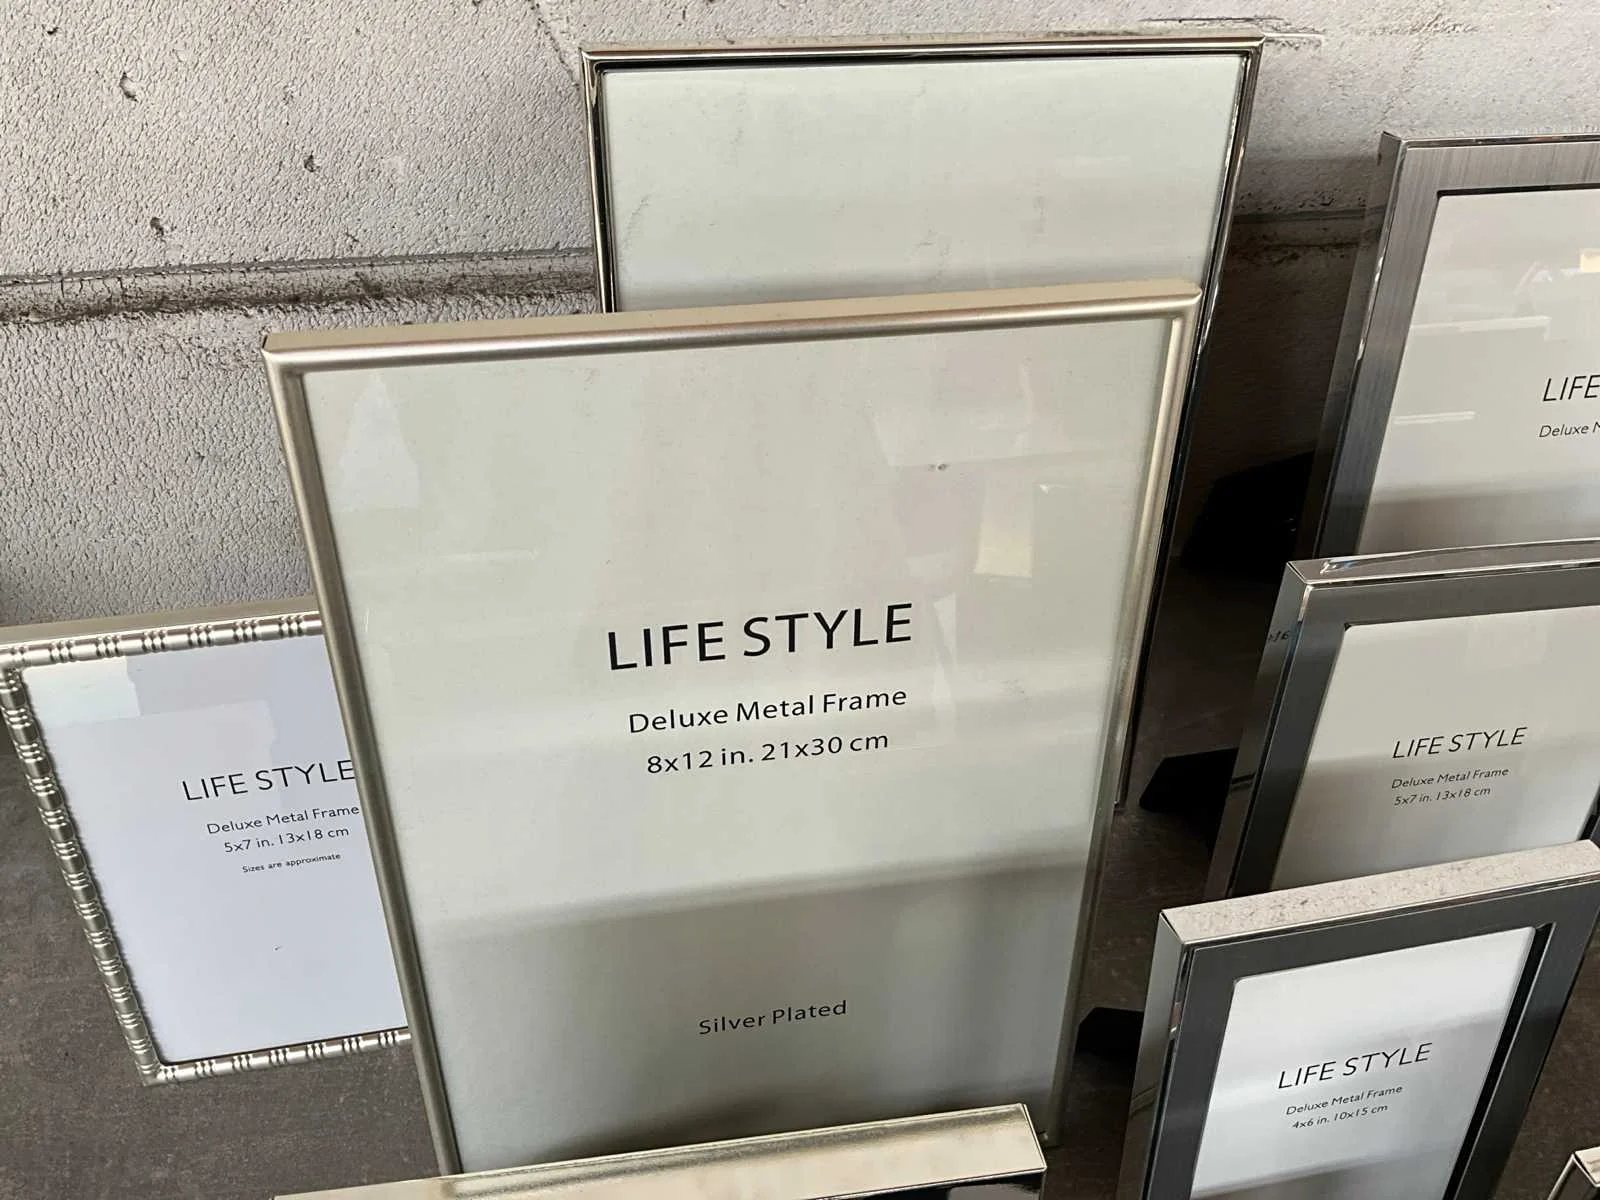 LIFE STYLE
Deluxe Metal Frame
8x12 in. 21x30 cm
Silver Plated
LIFE STYLE
Deluxe Metal Frame
5x7 in. 13x18 cm
Sizes are approximate
LIFE
Deluxe
LIFE STYLE
Deluxe Metal Frame
5x7 in. 13x18 cm
LIFE STYLE
Deluxe Metal Frame
4x6 in. 10x15 cm